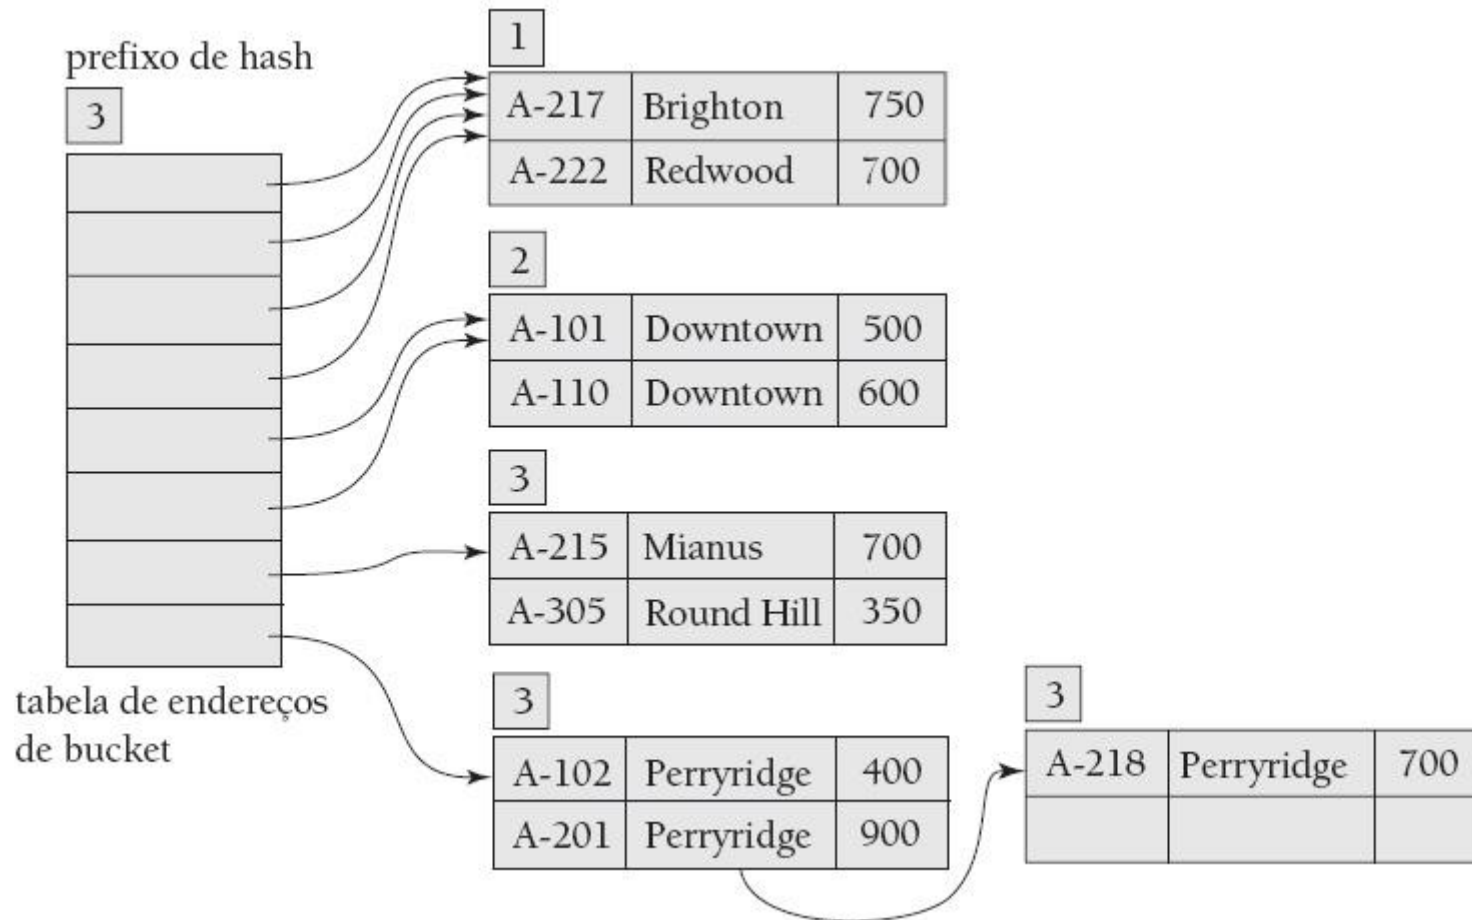 prefixo de hash
3
1
A-217 Brighton 750
A-222 Redwood 700
2
A-101 Downtown 500
A-110 Downtown 600
3
A-215 Mianus 700
A-305 Round Hill 350
tabela de endereços
de bucket
3
A-102 Perryridge 400
A-201 Perryridge 900
3
A-218 Perryridge 700